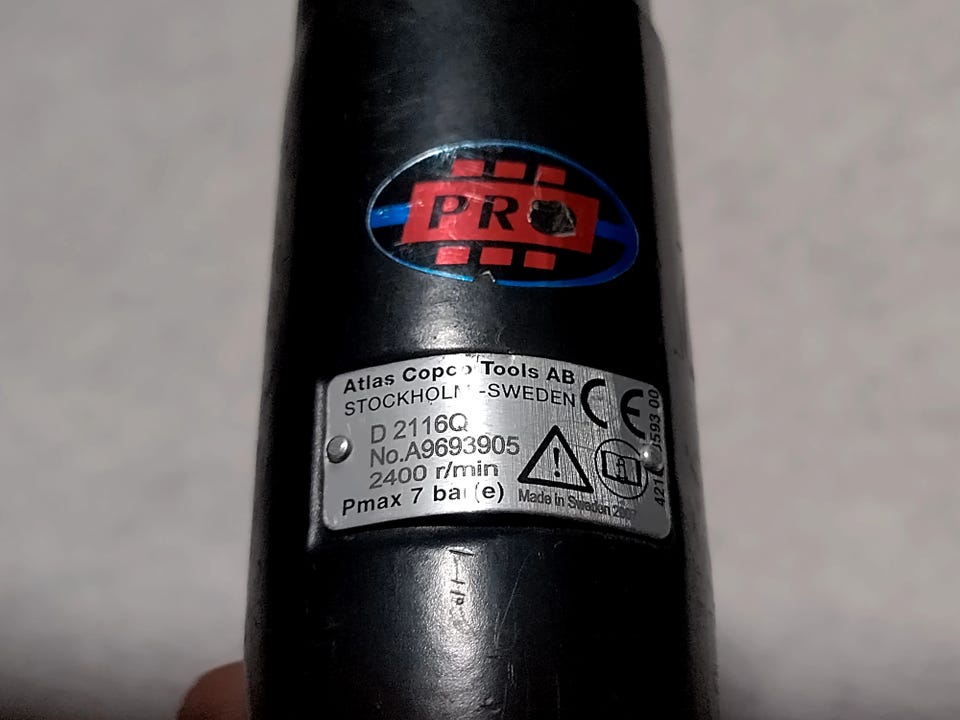 PRO
Atlas Copco Tools AB
STOCKHOLM -SWEDEN
CE
D 2116Q
No.A9693905
2400 r/min
Pmax 7 bar (e)
Made in Sweden